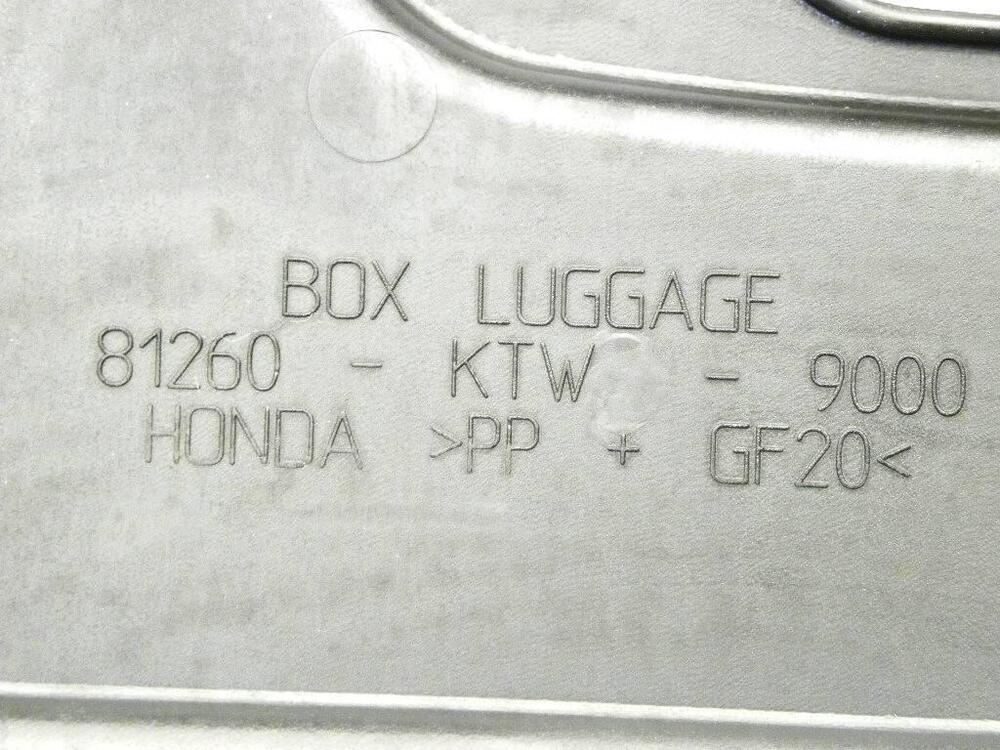 BOX LUGGAGE
81260 - KTW - 9000
HONDA >PP + GF20<